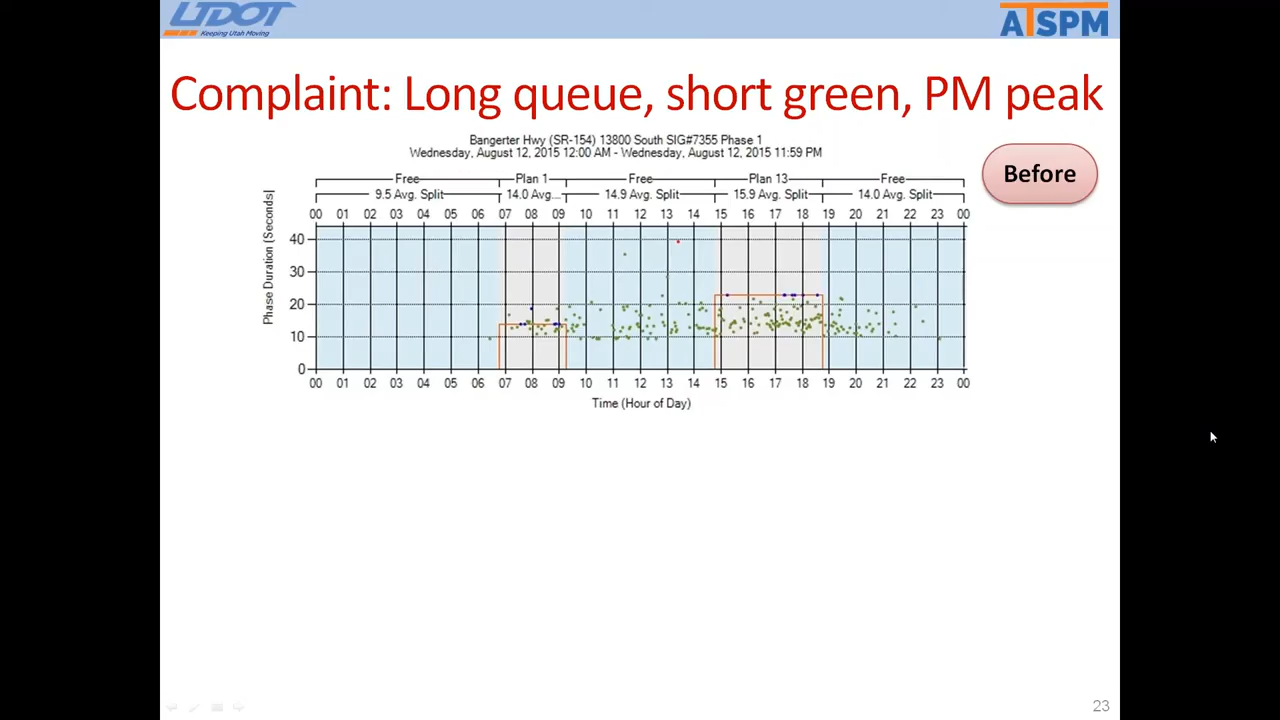 UDOT
Keeping Utah Moving
ATSPM
Complaint: Long queue, short green, PM peak
Bangerter Hwy (SR-154) 13800 South SIG#7355 Phase 1
Wednesday, August 12, 2015 12:00 AM - Wednesday, August 12, 2015 11:59 PM
Before
Free Plan 1 Free Plan 13 Free
9.5 Avg. Split 14.0 Avg.... 14.9 Avg. Split 15.9 Avg. Split 14.0 Avg. Split
00 01 02 03 04 05 06 07 08 09 10 11 12 13 14 15 16 17 18 19 20 21 22 23 00
Phase Duration (Seconds)
40
30
20
10
0
00 01 02 03 04 05 06 07 08 09 10 11 12 13 14 15 16 17 18 19 20 21 22 23 00
Time (Hour of Day)
23